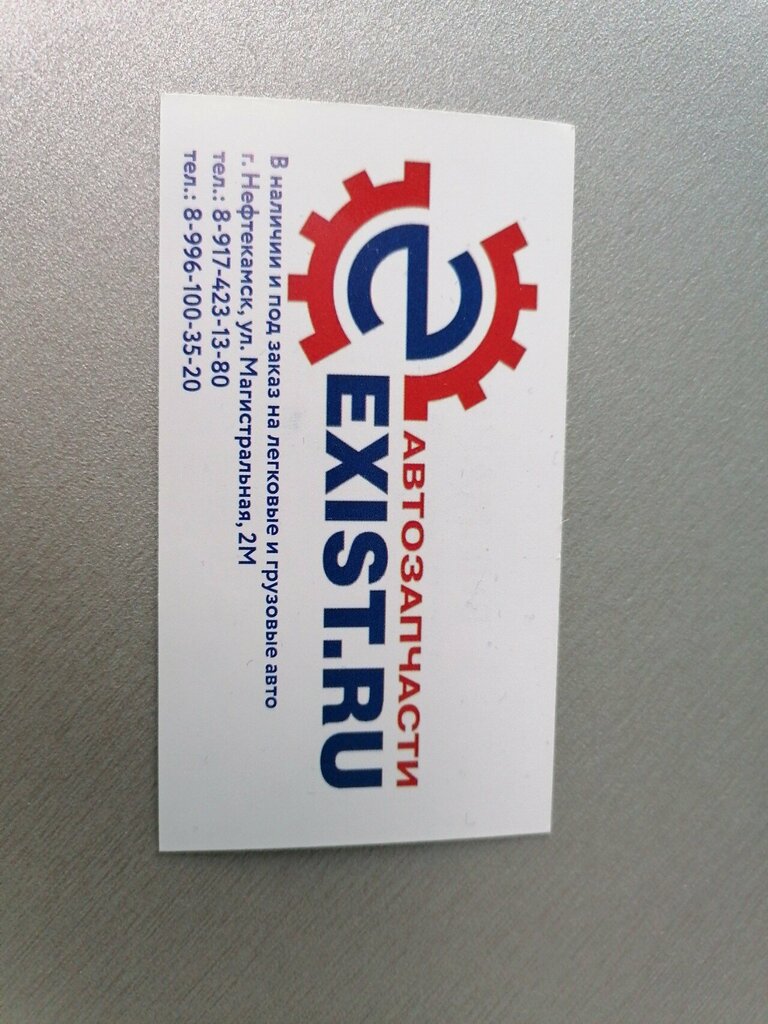 АВТОЗАПЧАСТИ
EXIST.RU
В наличии и под заказ на легковые и грузовые авто
г. Нефтекамск, ул. Магистральная, 2М
тел.: 8-917-423-13-80
тел.: 8-996-100-35-20